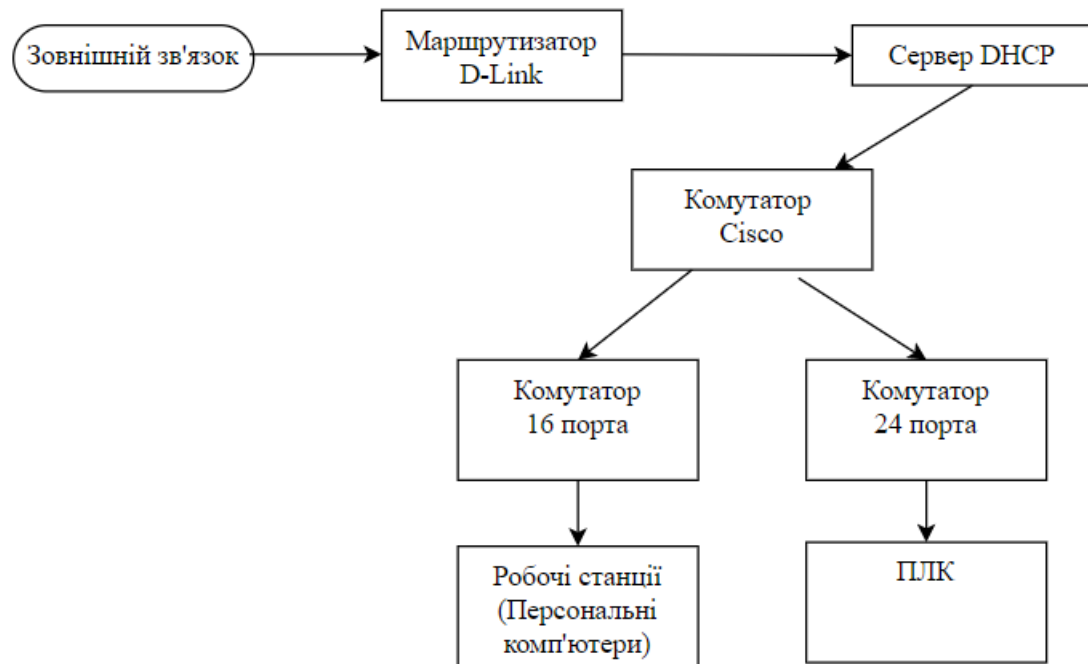 Зовнішній зв'язок
Маршрутизатор
D-Link
Сервер DHCP
Комутатор
Cisco
Комутатор
16 порта
Комутатор
24 порта
Робочі станції
(Персональні
комп'ютери)
ПЛК